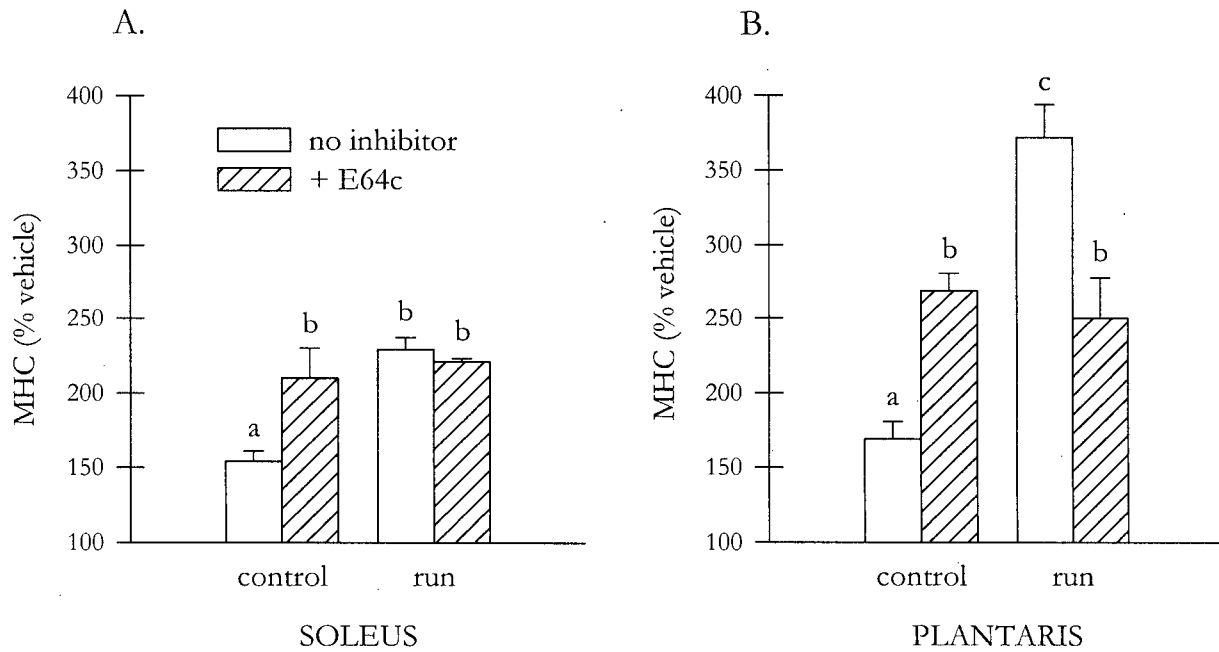 A.
MHC (% vehicle)
400
350
300
250
200
150
100
no inhibitor
+ E64c
a
b
b
b
control
run
SOLEUS
B.
MHC (% vehicle)
400
350
300
250
200
150
100
a
b
c
b
control
run
PLANTARIS